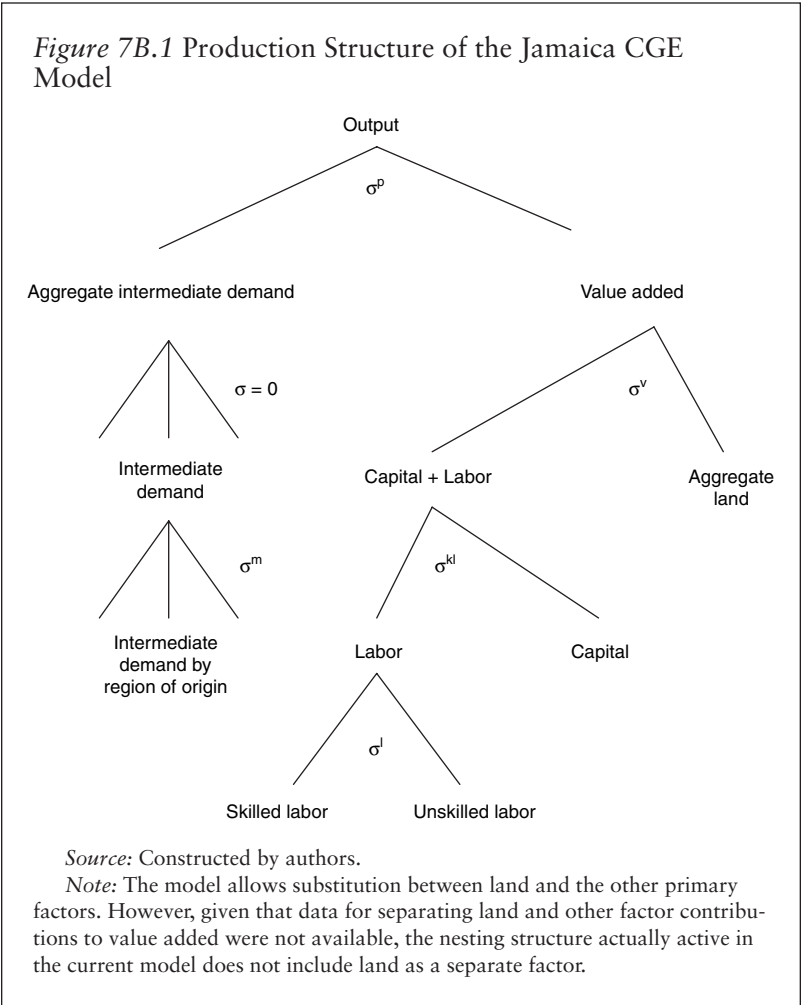 Figure 7B.1 Production Structure of the Jamaica CGE
Model
Output
σᵖ
Aggregate intermediate demand
Value added
σ = 0
σᵛ
Intermediate
demand
Capital + Labor
Aggregate
land
σᵐ
σᵏˡ
Intermediate
demand by
region of origin
Labor
Capital
σˡ
Skilled labor
Unskilled labor
Source: Constructed by authors.
Note: The model allows substitution between land and the other primary
factors. However, given that data for separating land and other factor contribu-
tions to value added were not available, the nesting structure actually active in
the current model does not include land as a separate factor.